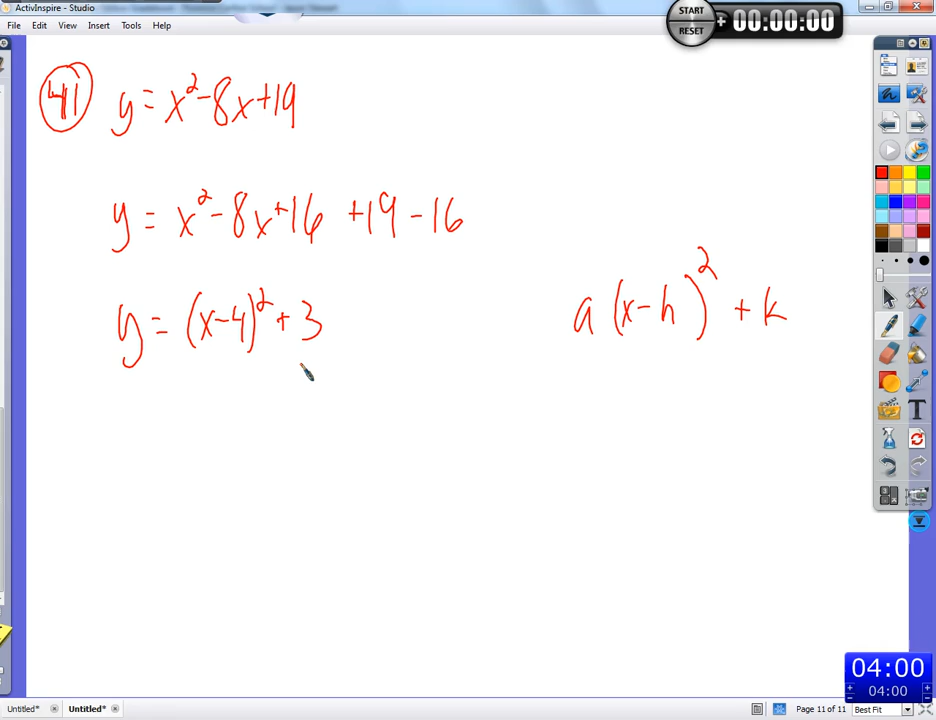 ActivInspire - Studio
START
RESET
00:00:00
File Edit View Insert Tools Help
41 y = x² - 8x + 19
y = x² - 8x + 16 + 19 - 16
y = (x - 4)² + 3
a(x - h)² + k
04:00
04:00
Untitled* Untitled* Page 11 of 11 Best Fit